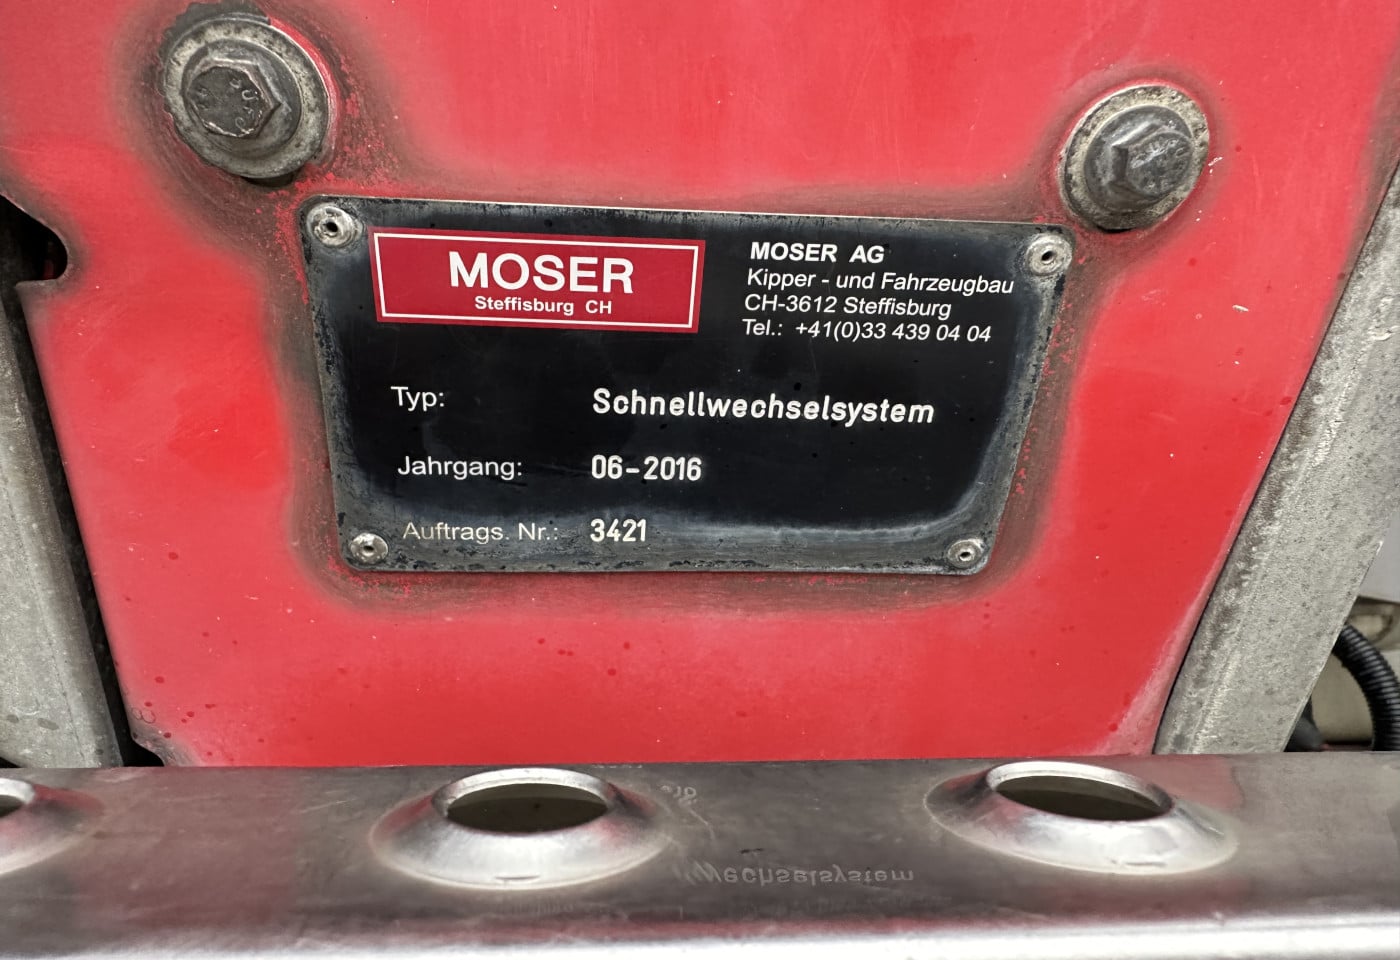 MOSER
Steffisburg CH
MOSER AG
Kipper - und Fahrzeugbau
CH-3612 Steffisburg
Tel.: +41(0)33 439 04 04
Typ: Schnellwechselsystem
Jahrgang: 06-2016
Auftrags. Nr.: 3421